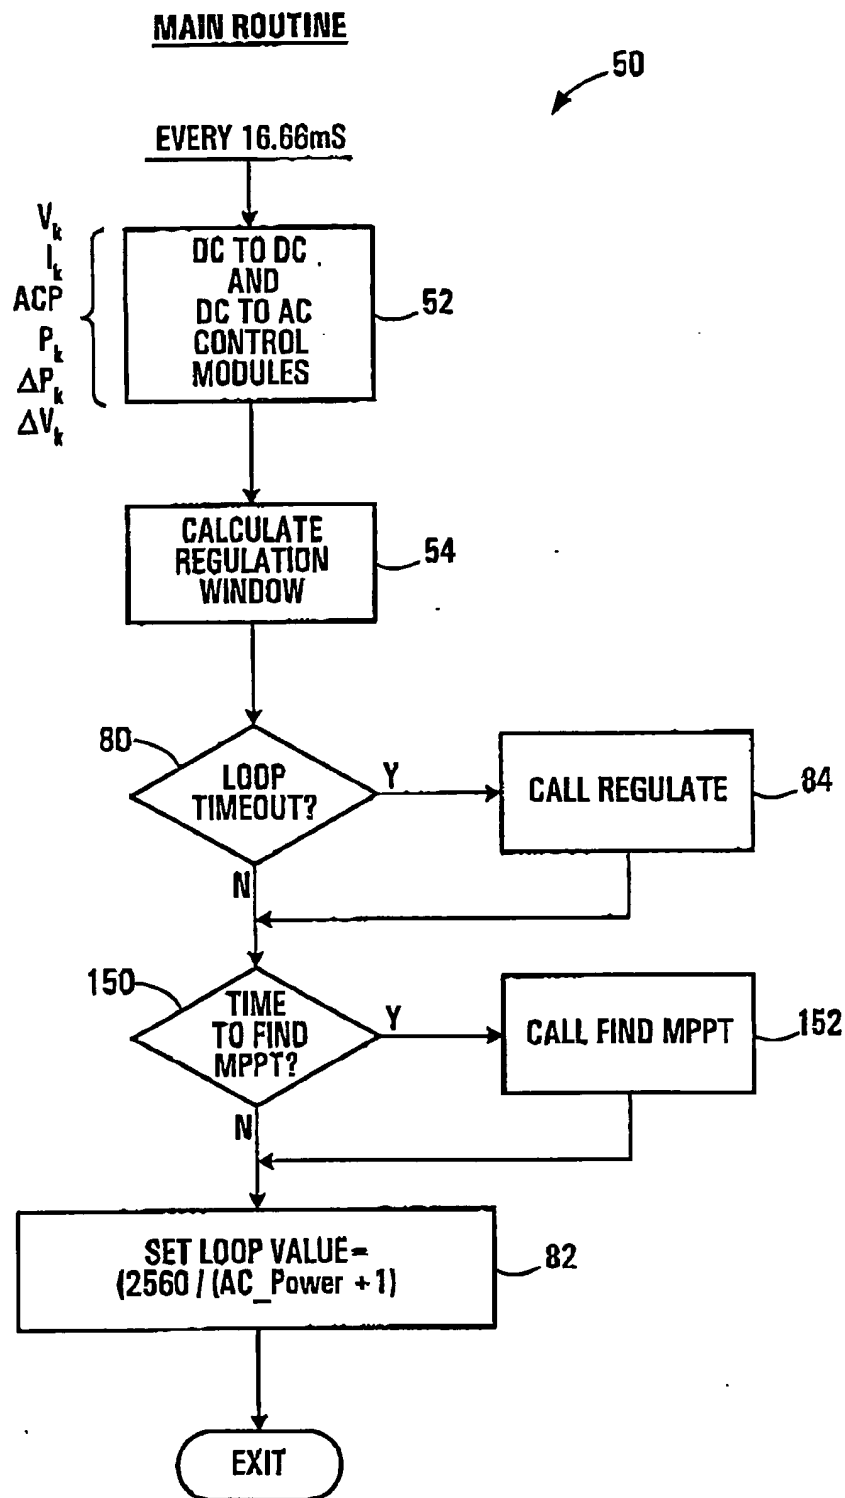 MAIN ROUTINE
50
EVERY 16.66mS
Vk
Ik
ACP
Pk
ΔPk
ΔVk
DC TO DC
AND
DC TO AC
CONTROL
MODULES
52
CALCULATE
REGULATION
WINDOW
54
80
LOOP
TIMEOUT?
Y
CALL REGULATE
84
N
150
TIME
TO FIND
MPPT?
Y
CALL FIND MPPT
152
N
SET LOOP VALUE=
(2560 / (AC_Power +1)
82
EXIT